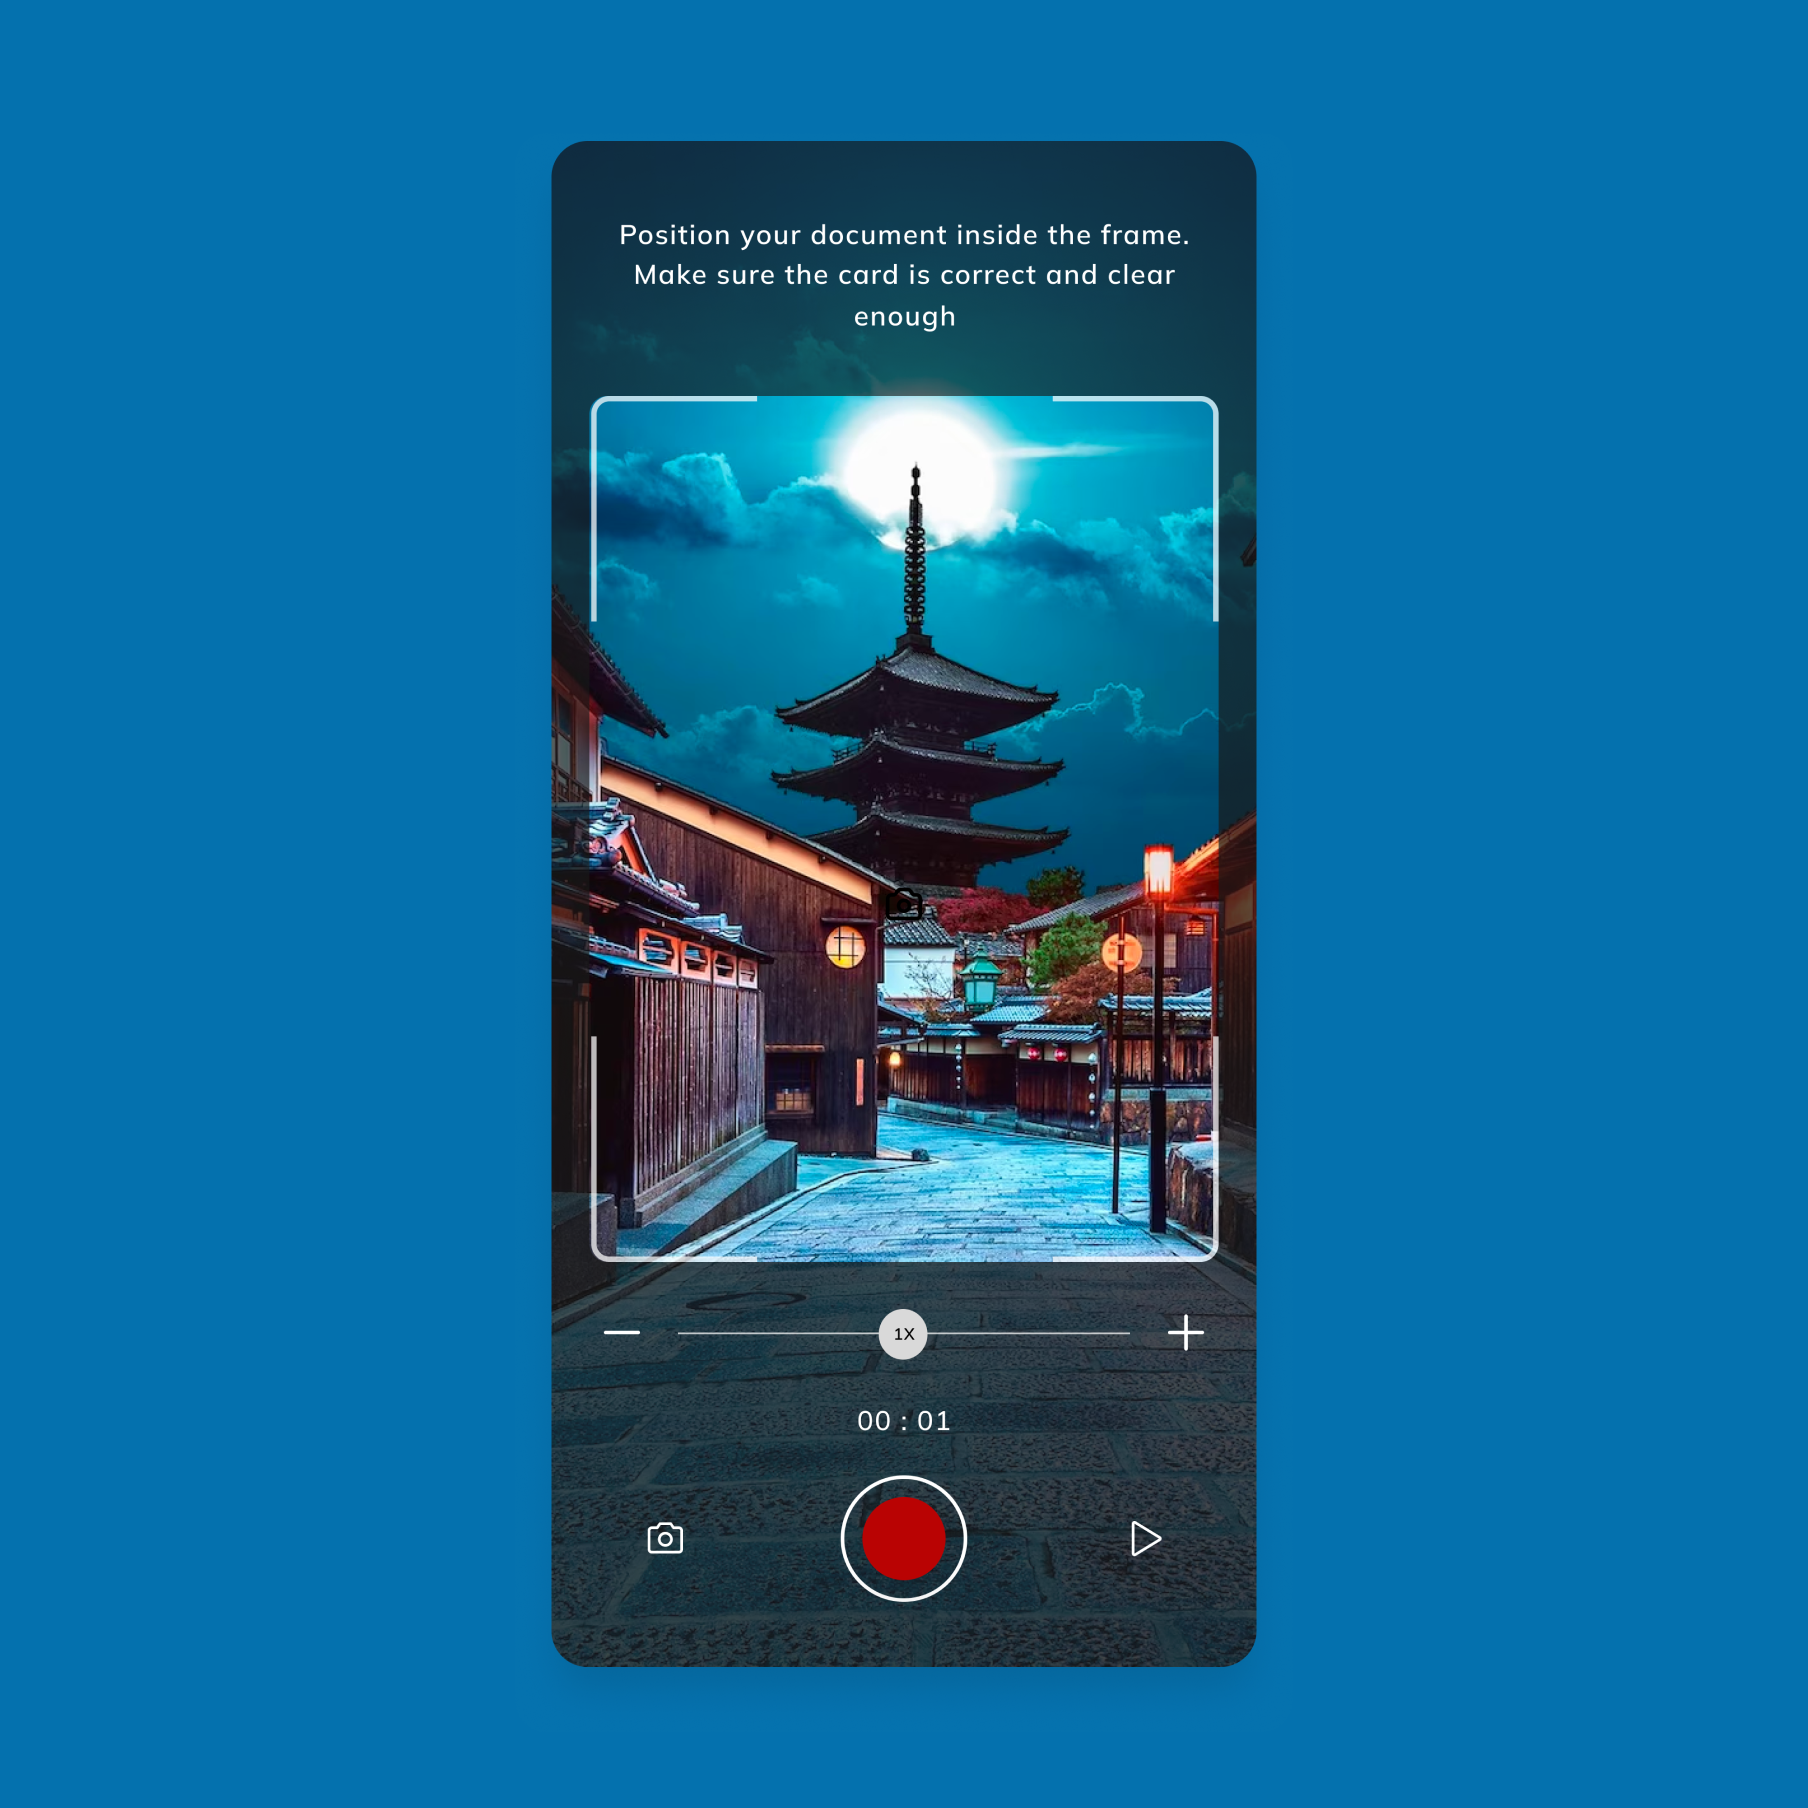 Position your document inside the frame.
Make sure the card is correct and clear
enough
1X
00 : 01